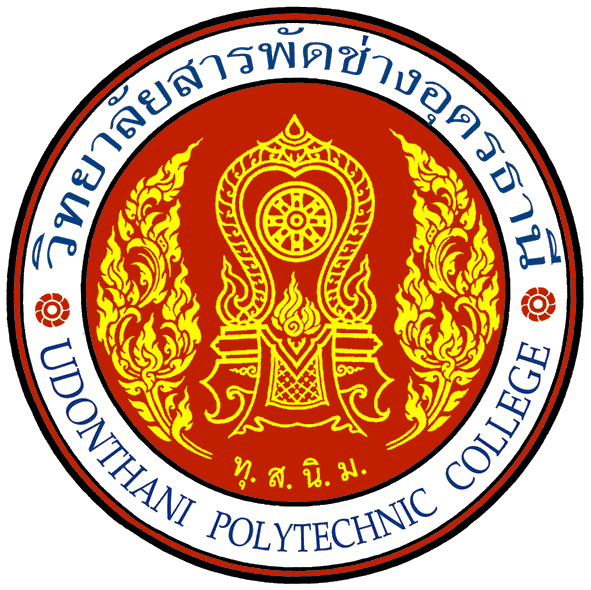 วิทยาลัยสารพัดช่างอุดรธานี
ทุ. ส. นิ. ม.
UDONTHANI POLYTECHNIC COLLEGE